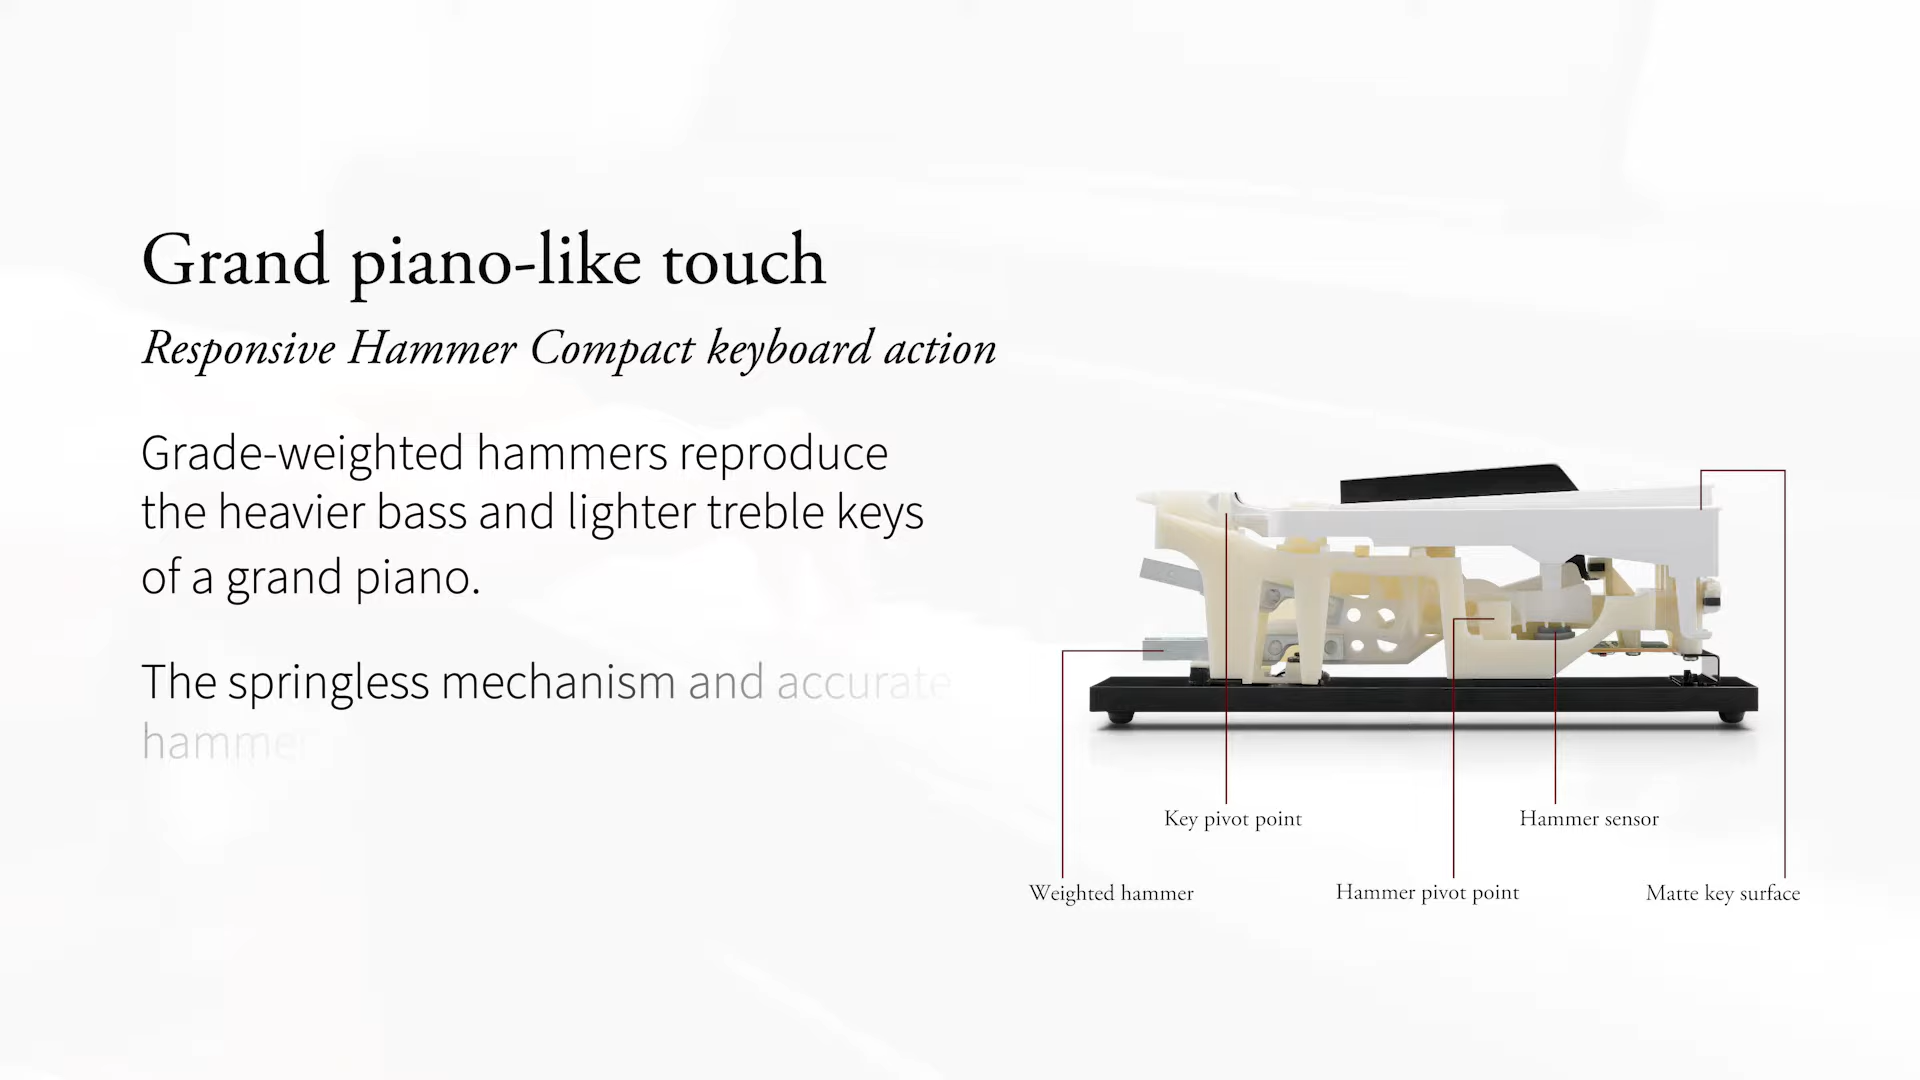 Grand piano-like touch
Responsive Hammer Compact keyboard action
Grade-weighted hammers reproduce
the heavier bass and lighter treble keys
of a grand piano.
The springless mechanism and accurate
hammer
Key pivot point
Hammer sensor
Weighted hammer
Hammer pivot point
Matte key surface